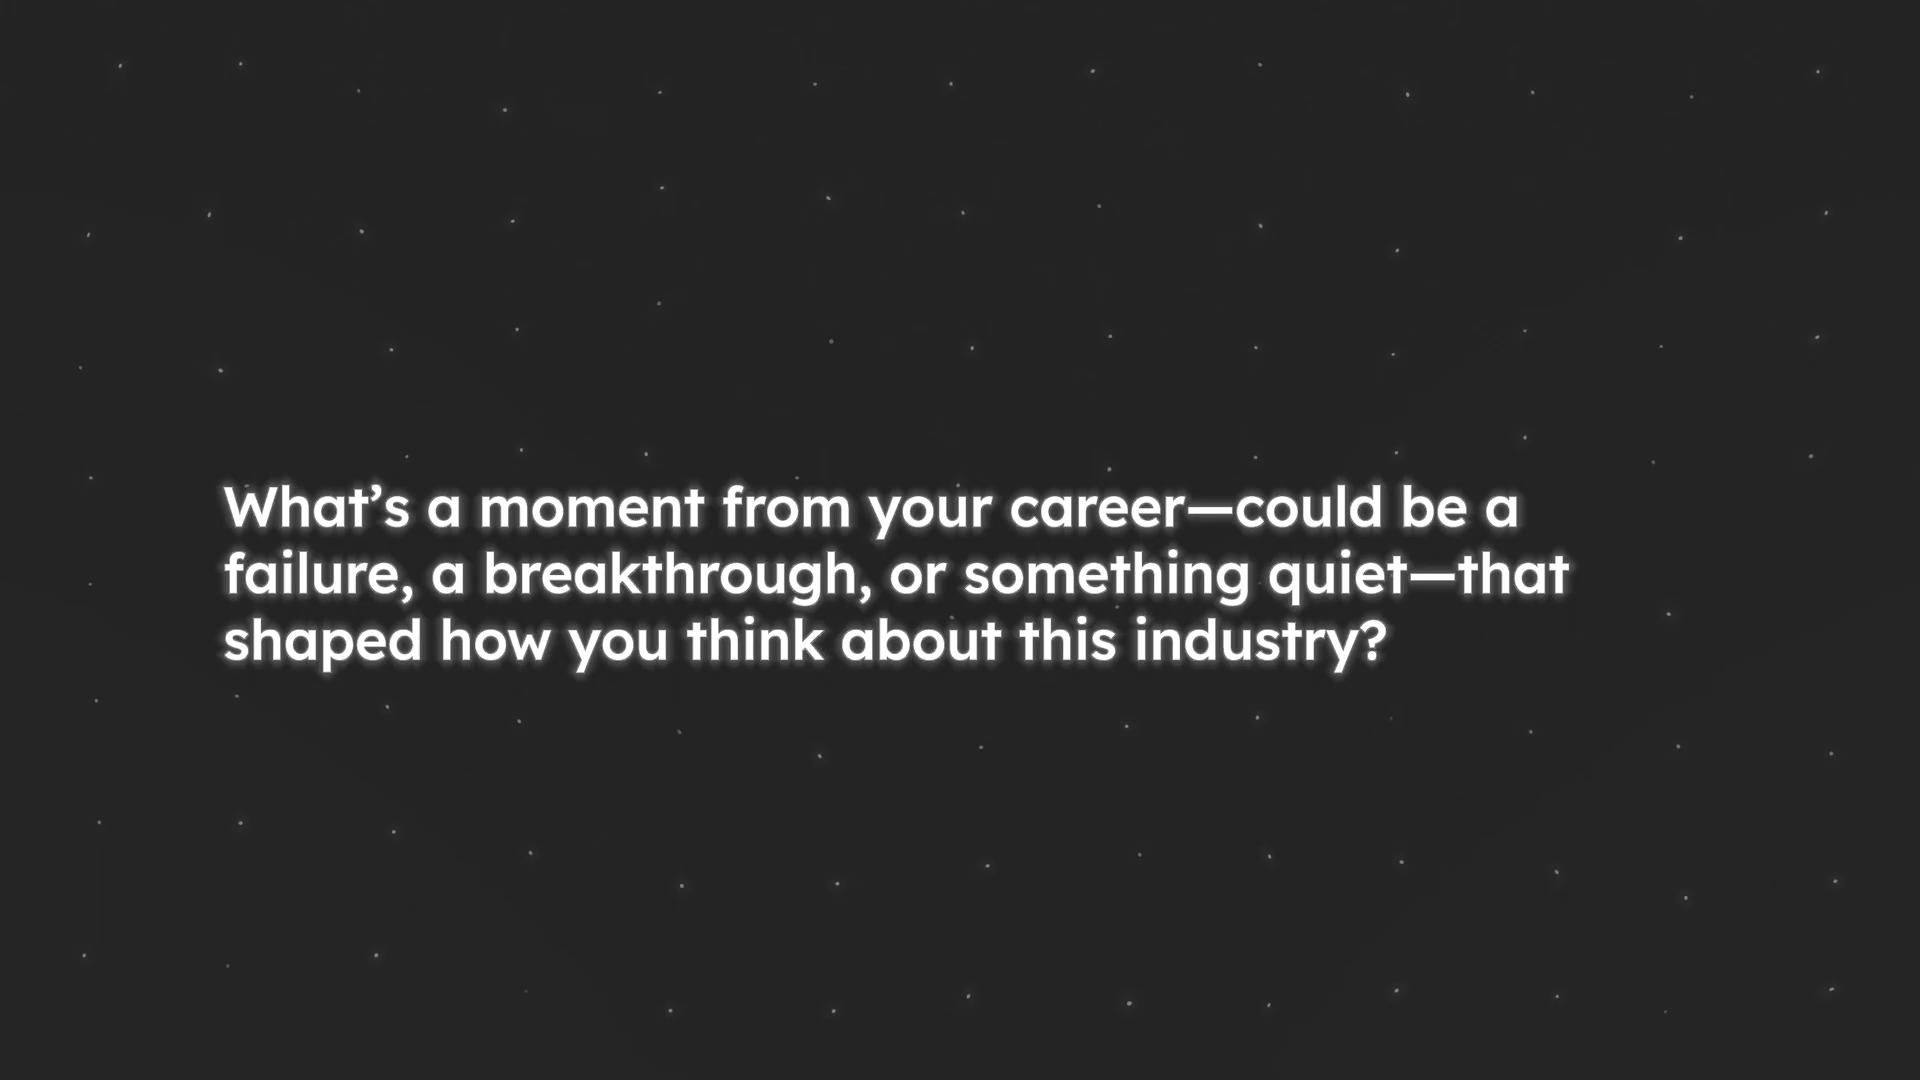 What’s a moment from your career—could be a
failure, a breakthrough, or something quiet—that
shaped how you think about this industry?